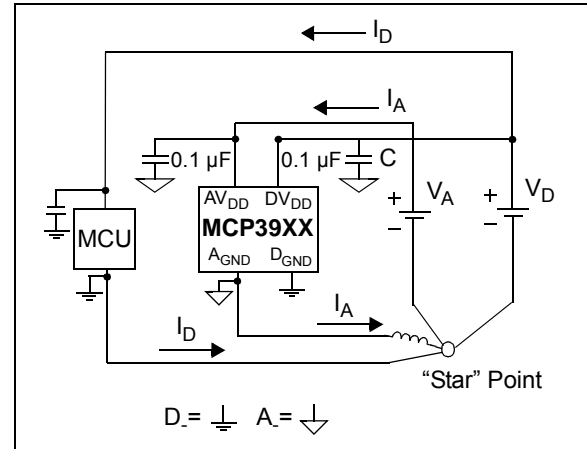 I_D
I_A
0.1 µF
0.1 µF
C
AV_DD
DV_DD
MCP39XX
A_GND
D_GND
MCU
+
−
V_A
+
−
V_D
I_D
I_A
“Star” Point
D_-=
A_-=